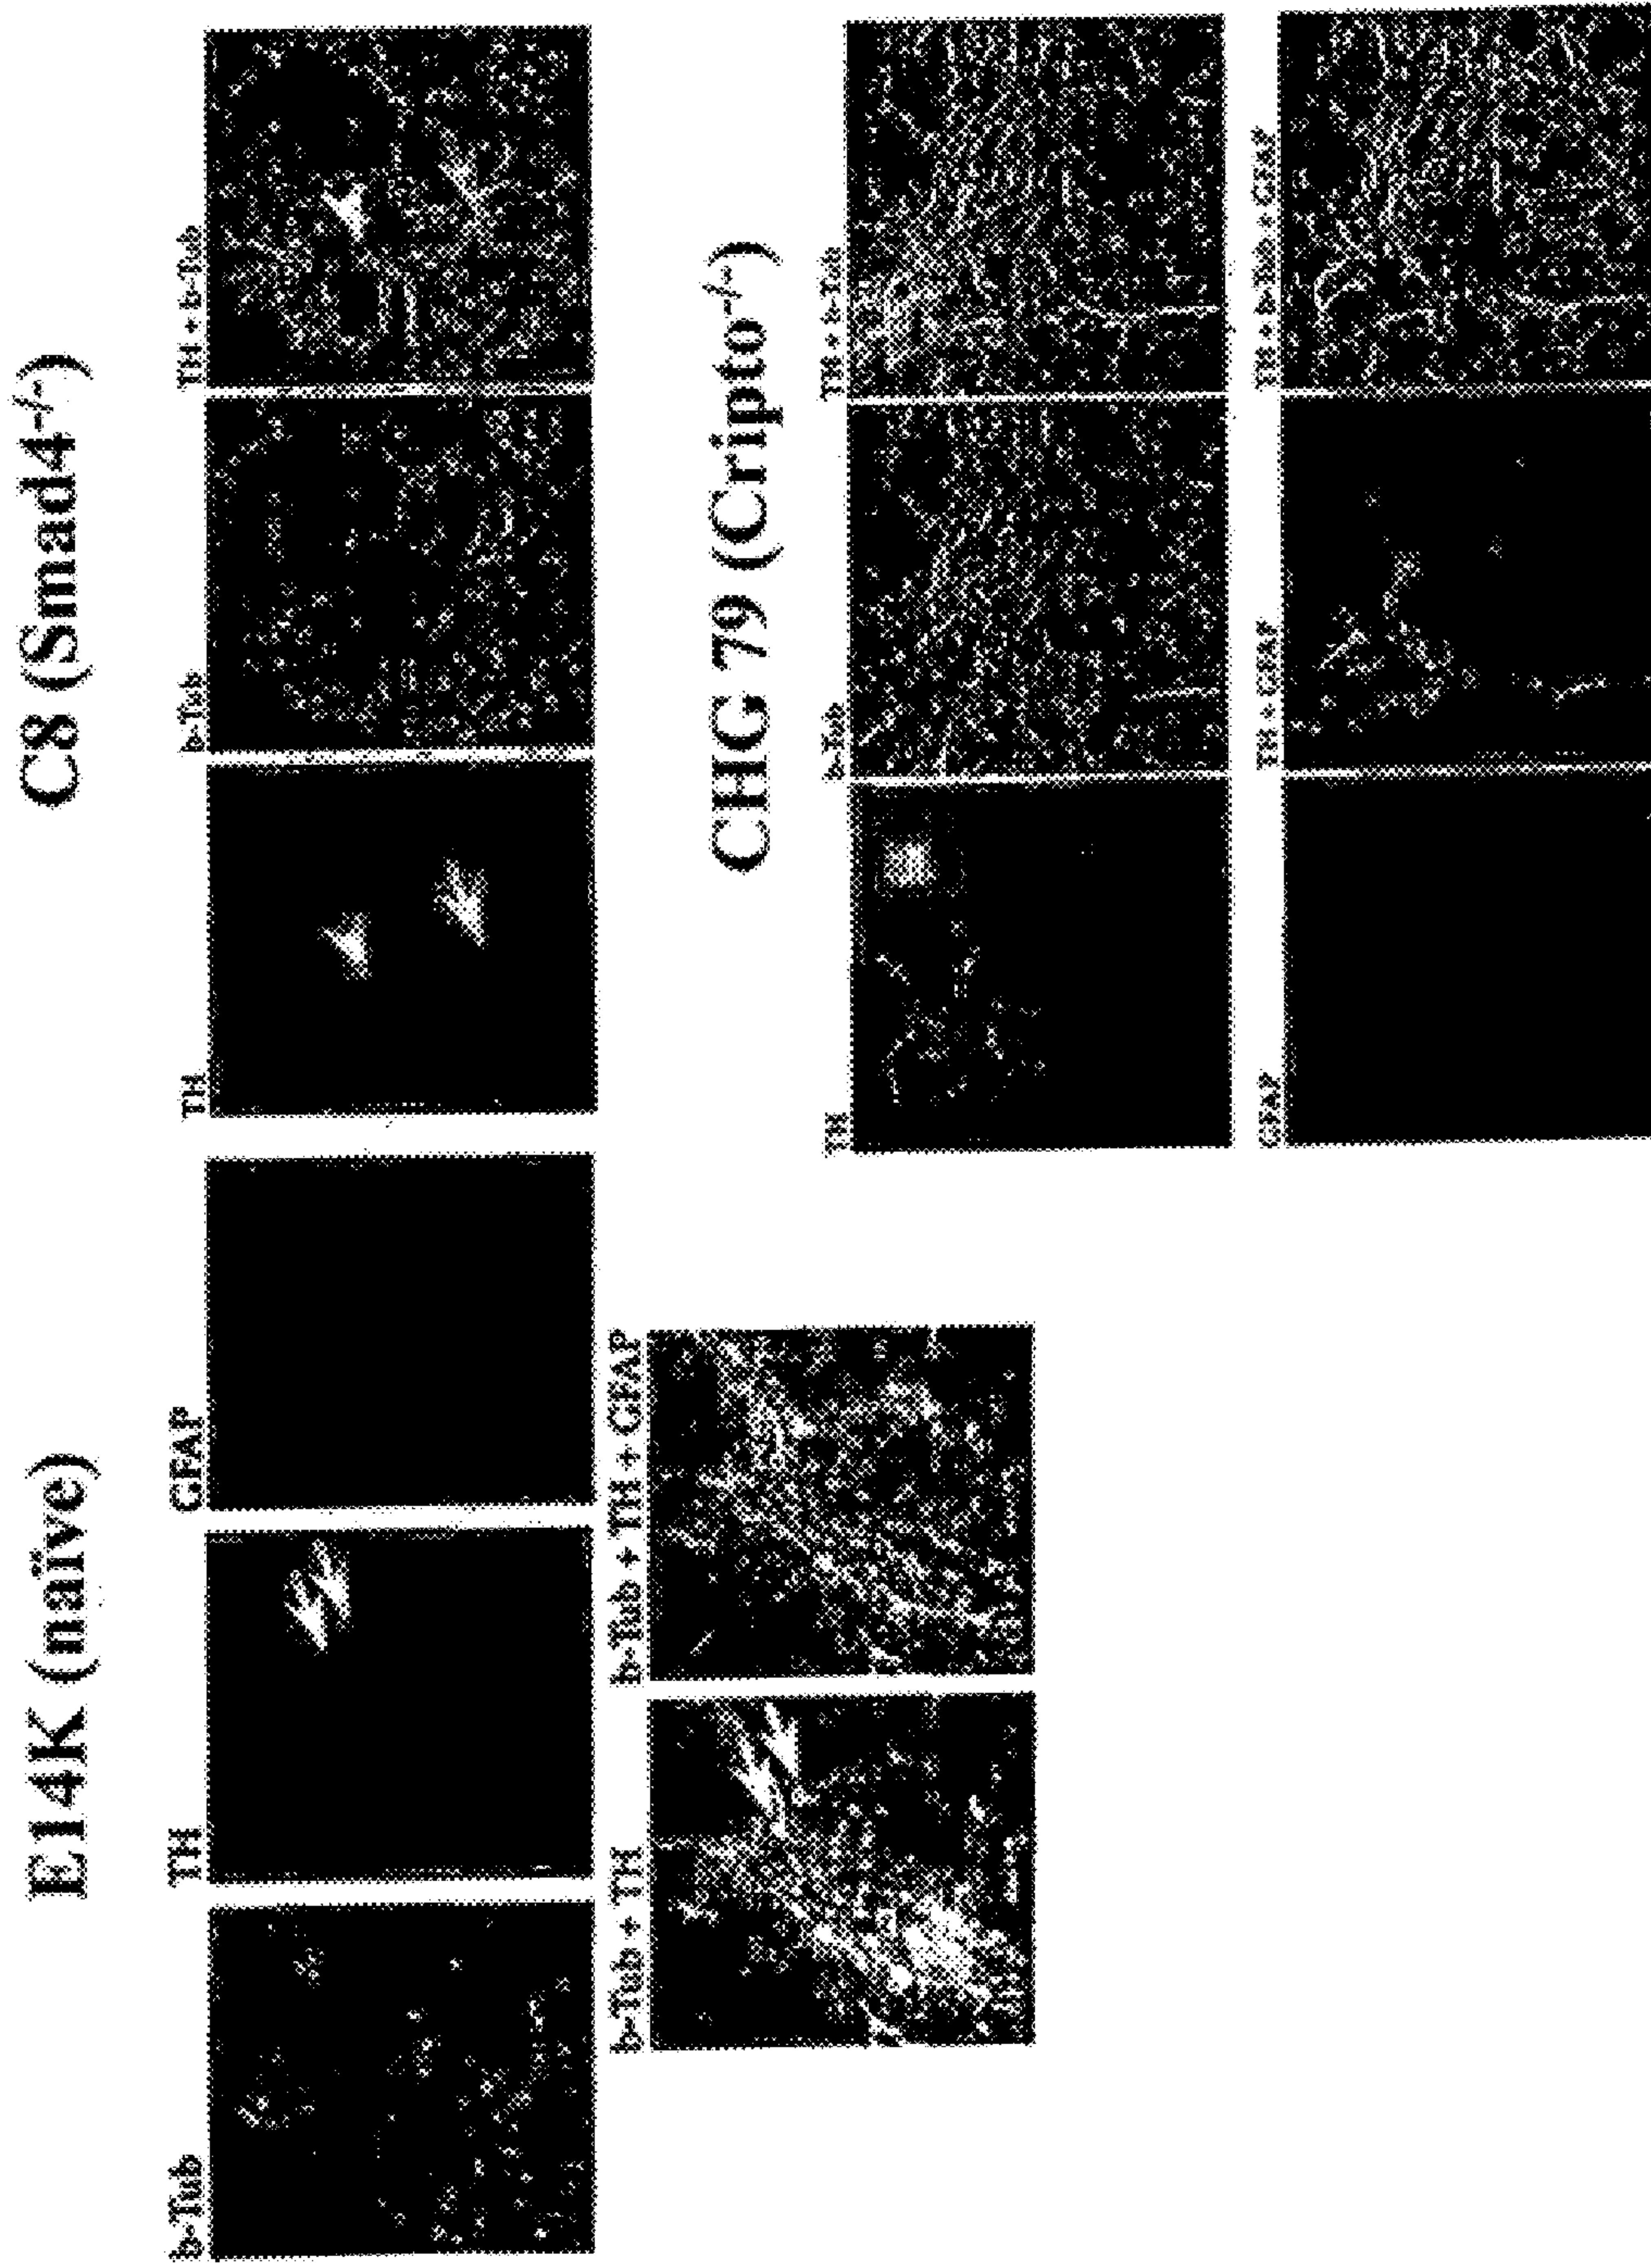 E14K (naïve)
b-Tub
TH
GFAP
b-Tub + TH
b-Tub + TH + GFAP
C8 (Smad4-/-)
TH
b-Tub
TH + b-Tub
CHG 79 (Cripto-/-)
TH
b-Tub
TH + b-Tub
GFAP
TH + GFAP
TH + b-Tub + GFAP